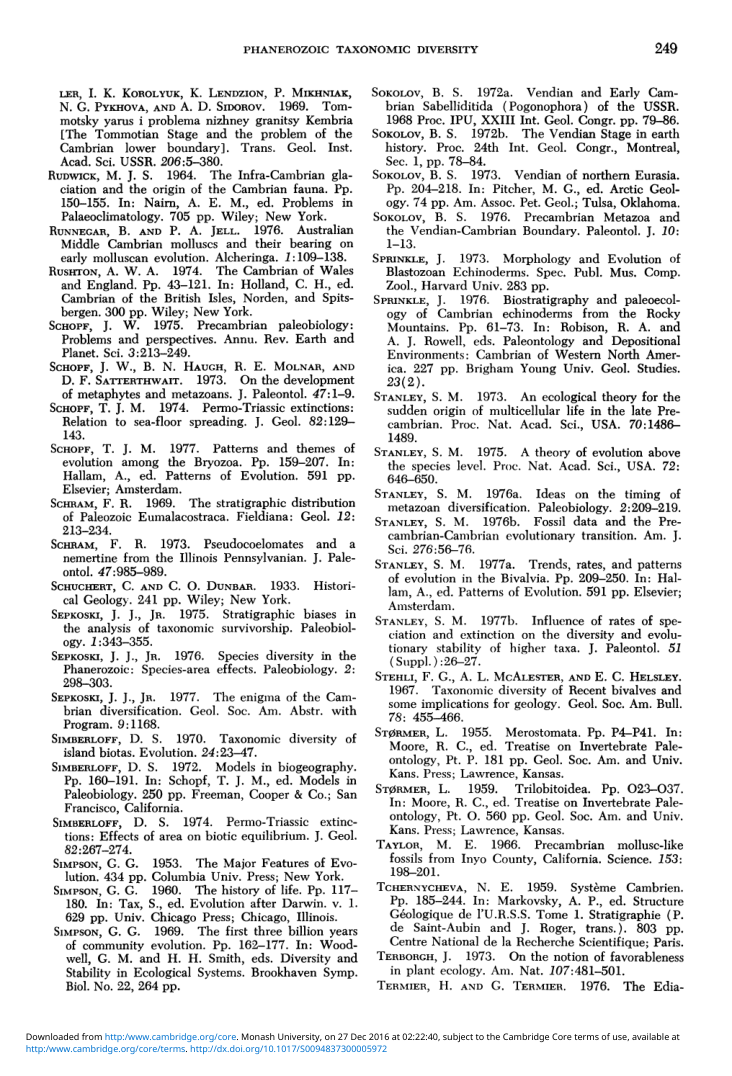 PHANEROZOIC TAXONOMIC DIVERSITY
249
LER, I. K. KOROLYUK, K. LENDZION, P. MIKHNIAK,
N. G. PYKHOVA, AND A. D. SIDOROV. 1969. Tom-
motsky yarus i problema nizhney granitsy Kembria
[The Tommotian Stage and the problem of the
Cambrian lower boundary]. Trans. Geol. Inst.
Acad. Sci. USSR. 206:5–380.
RUDWICK, M. J. S. 1964. The Infra-Cambrian gla-
ciation and the origin of the Cambrian fauna. Pp.
150–155. In: Nairn, A. E. M., ed. Problems in
Palaeoclimatology. 705 pp. Wiley; New York.
RUNNEGAR, B. AND P. A. JELL. 1976. Australian
Middle Cambrian molluscs and their bearing on
early molluscan evolution. Alcheringa. 1:109–138.
RUSHTON, A. W. A. 1974. The Cambrian of Wales
and England. Pp. 43–121. In: Holland, C. H., ed.
Cambrian of the British Isles, Norden, and Spits-
bergen. 300 pp. Wiley; New York.
SCHOPF, J. W. 1975. Precambrian paleobiology:
Problems and perspectives. Annu. Rev. Earth and
Planet. Sci. 3:213–249.
SCHOPF, J. W., B. N. HAUGH, R. E. MOLNAR, AND
D. F. SATTERTHWAIT. 1973. On the development
of metaphytes and metazoans. J. Paleontol. 47:1–9.
SCHOPF, T. J. M. 1974. Permo-Triassic extinctions:
Relation to sea-floor spreading. J. Geol. 82:129–
143.
SCHOPF, T. J. M. 1977. Patterns and themes of
evolution among the Bryozoa. Pp. 159–207. In:
Hallam, A., ed. Patterns of Evolution. 591 pp.
Elsevier; Amsterdam.
SCHRAM, F. R. 1969. The stratigraphic distribution
of Paleozoic Eumalacostraca. Fieldiana: Geol. 12:
213–234.
SCHRAM, F. R. 1973. Pseudocoelomates and a
nemertine from the Illinois Pennsylvanian. J. Pale-
ontol. 47:985–989.
SCHUCHERT, C. AND C. O. DUNBAR. 1933. Histori-
cal Geology. 241 pp. Wiley; New York.
SEPKOSKI, J. J., JR. 1975. Stratigraphic biases in
the analysis of taxonomic survivorship. Paleobiol-
ogy. 1:343–355.
SEPKOSKI, J. J., JR. 1976. Species diversity in the
Phanerozoic: Species-area effects. Paleobiology. 2:
298–303.
SEPKOSKI, J. J., JR. 1977. The enigma of the Cam-
brian diversification. Geol. Soc. Am. Abstr. with
Program. 9:1168.
SIMBERLOFF, D. S. 1970. Taxonomic diversity of
island biotas. Evolution. 24:23–47.
SIMBERLOFF, D. S. 1972. Models in biogeography.
Pp. 160–191. In: Schopf, T. J. M., ed. Models in
Paleobiology. 250 pp. Freeman, Cooper & Co.; San
Francisco, California.
SIMBERLOFF, D. S. 1974. Permo-Triassic extinc-
tions: Effects of area on biotic equilibrium. J. Geol.
82:267–274.
SIMPSON, G. G. 1953. The Major Features of Evo-
lution. 434 pp. Columbia Univ. Press; New York.
SIMPSON, G. G. 1960. The history of life. Pp. 117–
180. In: Tax, S., ed. Evolution after Darwin. v. 1.
629 pp. Univ. Chicago Press; Chicago, Illinois.
SIMPSON, G. G. 1969. The first three billion years
of community evolution. Pp. 162–177. In: Wood-
well, G. M. and H. H. Smith, eds. Diversity and
Stability in Ecological Systems. Brookhaven Symp.
Biol. No. 22, 264 pp.
SOKOLOV, B. S. 1972a. Vendian and Early Cam-
brian Sabelliditida (Pogonophora) of the USSR.
1968 Proc. IPU, XXIII Int. Geol. Congr. pp. 79–86.
SOKOLOV, B. S. 1972b. The Vendian Stage in earth
history. Proc. 24th Int. Geol. Congr., Montreal,
Sec. 1, pp. 78–84.
SOKOLOV, B. S. 1973. Vendian of northern Eurasia.
Pp. 204–218. In: Pitcher, M. G., ed. Arctic Geol-
ogy. 74 pp. Am. Assoc. Pet. Geol.; Tulsa, Oklahoma.
SOKOLOV, B. S. 1976. Precambrian Metazoa and
the Vendian-Cambrian Boundary. Paleontol. J. 10:
1–13.
SPRINKLE, J. 1973. Morphology and Evolution of
Blastozoan Echinoderms. Spec. Publ. Mus. Comp.
Zool., Harvard Univ. 283 pp.
SPRINKLE, J. 1976. Biostratigraphy and paleoecol-
ogy of Cambrian echinoderms from the Rocky
Mountains. Pp. 61–73. In: Robison, R. A. and
A. J. Rowell, eds. Paleontology and Depositional
Environments: Cambrian of Western North Amer-
ica. 227 pp. Brigham Young Univ. Geol. Studies.
23(2).
STANLEY, S. M. 1973. An ecological theory for the
sudden origin of multicellular life in the late Pre-
cambrian. Proc. Nat. Acad. Sci., USA. 70:1486–
1489.
STANLEY, S. M. 1975. A theory of evolution above
the species level. Proc. Nat. Acad. Sci., USA. 72:
646–650.
STANLEY, S. M. 1976a. Ideas on the timing of
metazoan diversification. Paleobiology. 2:209–219.
STANLEY, S. M. 1976b. Fossil data and the Pre-
cambrian-Cambrian evolutionary transition. Am. J.
Sci. 276:56–76.
STANLEY, S. M. 1977a. Trends, rates, and patterns
of evolution in the Bivalvia. Pp. 209–250. In: Hal-
lam, A., ed. Patterns of Evolution. 591 pp. Elsevier;
Amsterdam.
STANLEY, S. M. 1977b. Influence of rates of spe-
ciation and extinction on the diversity and evolu-
tionary stability of higher taxa. J. Paleontol. 51
(Suppl.):26–27.
STEHLI, F. G., A. L. MCALESTER, AND E. C. HELSLEY.
1967. Taxonomic diversity of Recent bivalves and
some implications for geology. Geol. Soc. Am. Bull.
78: 455–466.
STØRMER, L. 1955. Merostomata. Pp. P4–P41. In:
Moore, R. C., ed. Treatise on Invertebrate Pale-
ontology, Pt. P. 181 pp. Geol. Soc. Am. and Univ.
Kans. Press; Lawrence, Kansas.
STØRMER, L. 1959. Trilobitoidea. Pp. O23–O37.
In: Moore, R. C., ed. Treatise on Invertebrate Pale-
ontology, Pt. O. 560 pp. Geol. Soc. Am. and Univ.
Kans. Press; Lawrence, Kansas.
TAYLOR, M. E. 1966. Precambrian mollusc-like
fossils from Inyo County, California. Science. 153:
198–201.
TCHERNYCHEVA, N. E. 1959. Système Cambrien.
Pp. 185–244. In: Markovsky, A. P., ed. Structure
Géologique de l'U.R.S.S. Tome 1. Stratigraphie (P.
de Saint-Aubin and J. Roger, trans.). 803 pp.
Centre National de la Recherche Scientifique; Paris.
TERBORGH, J. 1973. On the notion of favorableness
in plant ecology. Am. Nat. 107:481–501.
TERMIER, H. AND G. TERMIER. 1976. The Edia-
Downloaded from http:/www.cambridge.org/core. Monash University, on 27 Dec 2016 at 02:22:40, subject to the Cambridge Core terms of use, available at
http:/www.cambridge.org/core/terms. http://dx.doi.org/10.1017/S0094837300005972